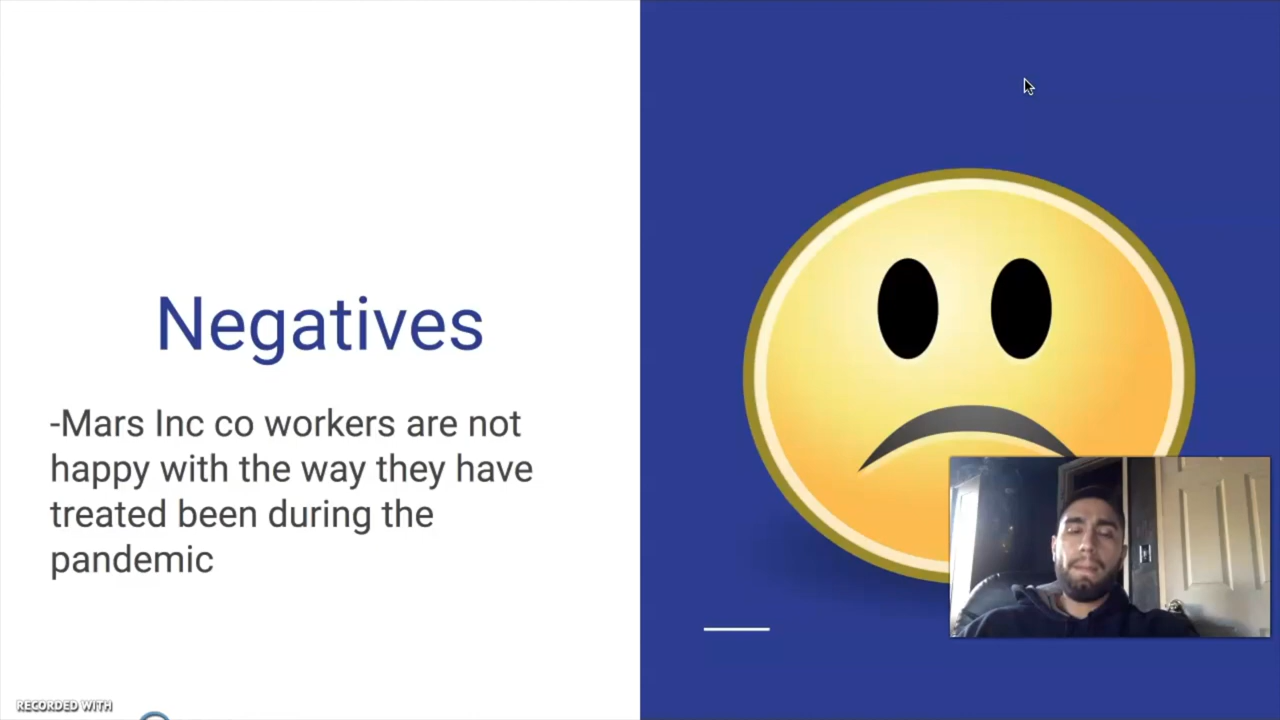 Negatives
-Mars Inc co workers are not
happy with the way they have
treated been during the
pandemic
RECORDED WITH